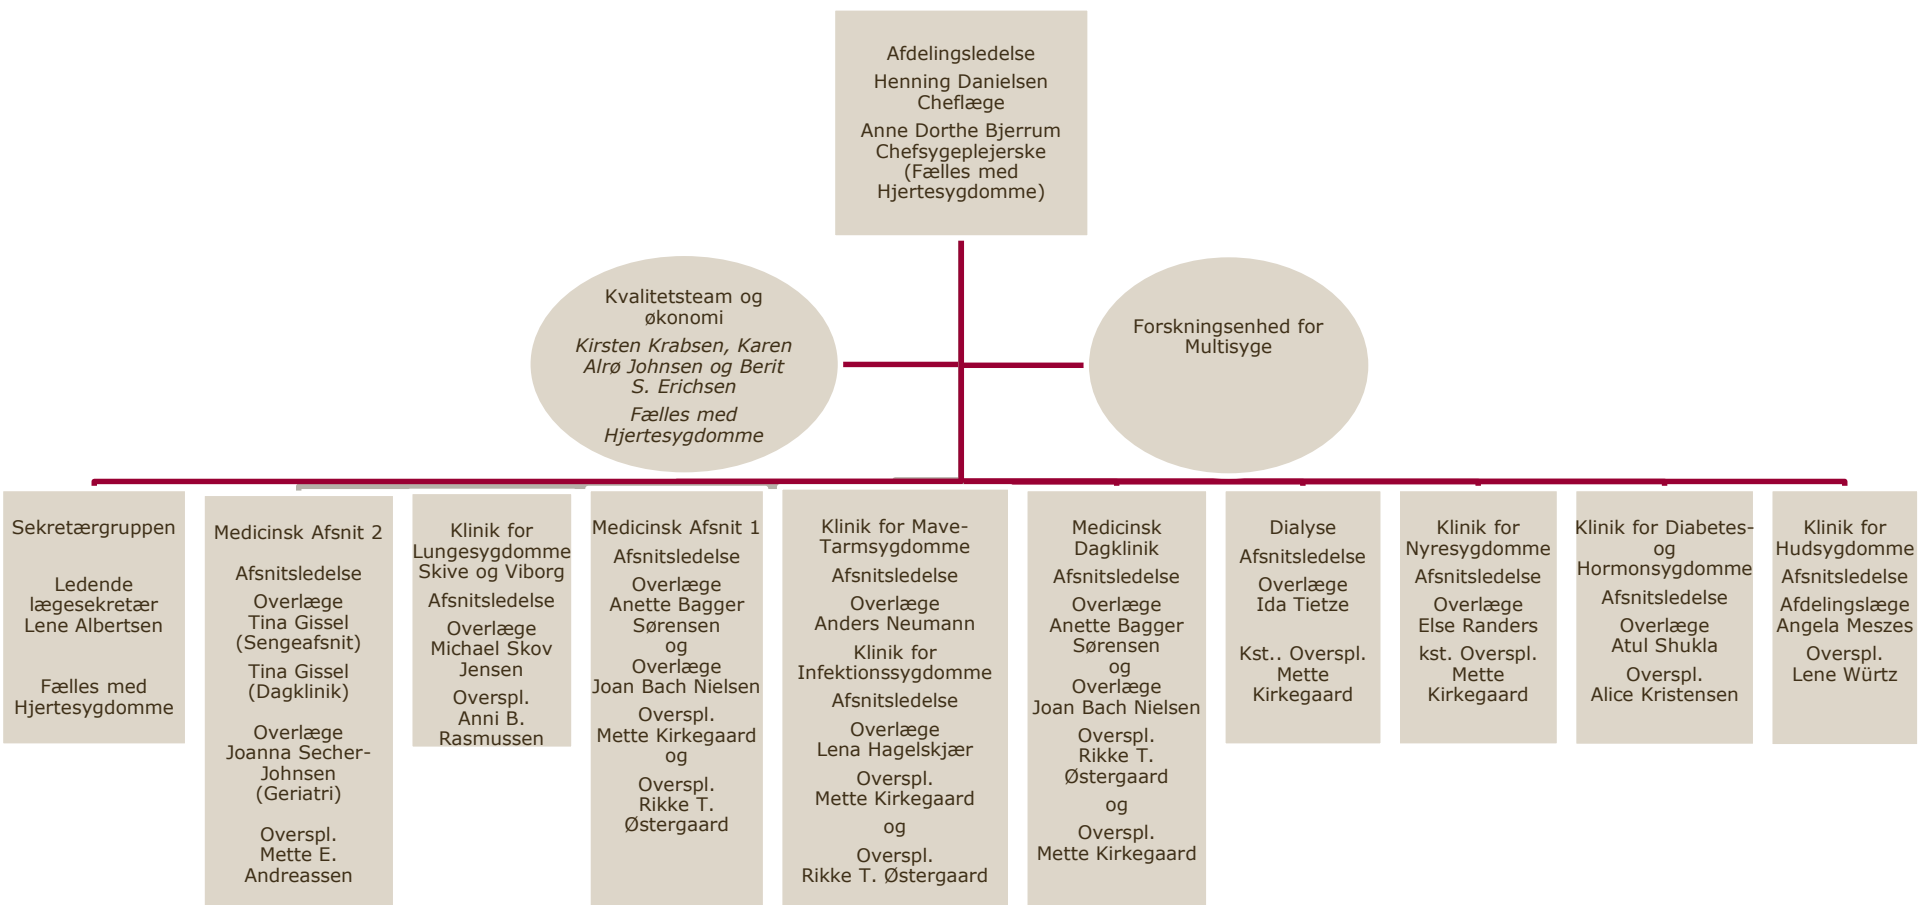 Afdelingsledelse
Henning Danielsen
Cheflæge
Anne Dorthe Bjerrum
Chefsygeplejerske
(Fælles med
Hjertesygdomme)
Kvalitetsteam og
økonomi
Kirsten Krabsen, Karen
Alrø Johnsen og Berit
S. Erichsen
Fælles med
Hjertesygdomme
Forskningsenhed for
Multisyge
Sekretærgruppen
Ledende
lægesekretær
Lene Albertsen
Fælles med
Hjertesygdomme
Medicinsk Afsnit 2
Afsnitsledelse
Overlæge
Tina Gissel
(Sengeafsnit)
Tina Gissel
(Dagklinik)
Overlæge
Joanna Secher-
Johnsen
(Geriatri)
Overspl.
Mette E.
Andreassen
Klinik for
Lungesygdomme
Skive og Viborg
Afsnitsledelse
Overlæge
Michael Skov
Jensen
Overspl.
Anni B.
Rasmussen
Medicinsk Afsnit 1
Afsnitsledelse
Overlæge
Anette Bagger
Sørensen
og
Overlæge
Joan Bach Nielsen
Overspl.
Mette Kirkegaard
og
Overspl.
Rikke T.
Østergaard
Klinik for Mave-
Tarmsygdomme
Afsnitsledelse
Overlæge
Anders Neumann
Klinik for
Infektionssygdomme
Afsnitsledelse
Overlæge
Lena Hagelskjær
Overspl.
Mette Kirkegaard
og
Overspl.
Rikke T. Østergaard
Medicinsk
Dagklinik
Afsnitsledelse
Overlæge
Anette Bagger
Sørensen
og
Overlæge
Joan Bach Nielsen
Overspl.
Rikke T.
Østergaard
og
Overspl.
Mette Kirkegaard
Dialyse
Afsnitsledelse
Overlæge
Ida Tietze
Kst.. Overspl.
Mette
Kirkegaard
Klinik for
Nyresygdomme
Afsnitsledelse
Overlæge
Else Randers
kst. Overspl.
Mette
Kirkegaard
Klinik for Diabetes-
og
Hormonsygdomme
Afsnitsledelse
Overlæge
Atul Shukla
Overspl.
Alice Kristensen
Klinik for
Hudsygdomme
Afsnitsledelse
Afdelingslæge
Angela Meszes
Overspl.
Lene Würtz